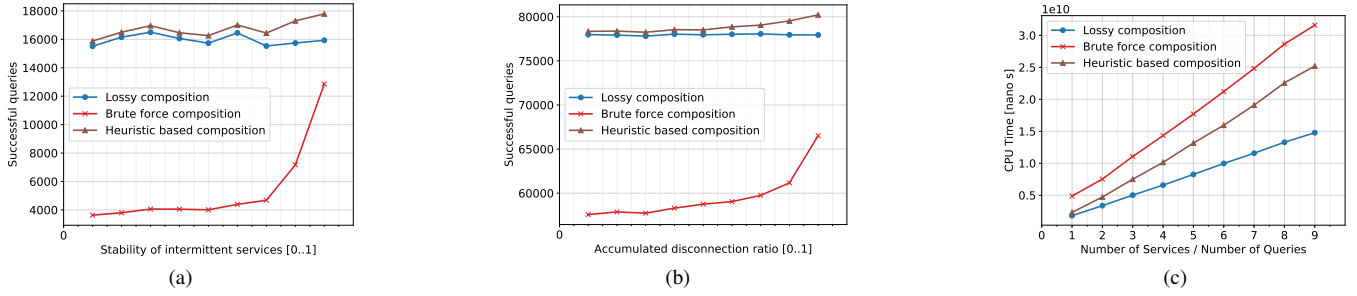 18000
16000
14000
12000
10000
8000
6000
4000
0
Successful queries
Lossy composition
Brute force composition
Heuristic based composition
Stability of intermittent services [0..1]
(a)
80000
75000
70000
65000
60000
0
Successful queries
Lossy composition
Brute force composition
Heuristic based composition
Accumulated disconnection ratio [0..1]
(b)
1e10
3.0
2.5
2.0
1.5
1.0
0.5
CPU Time [nano s]
Lossy composition
Brute force composition
Heuristic based composition
0 1 2 3 4 5 6 7 8 9
Number of Services / Number of Queries
(c)